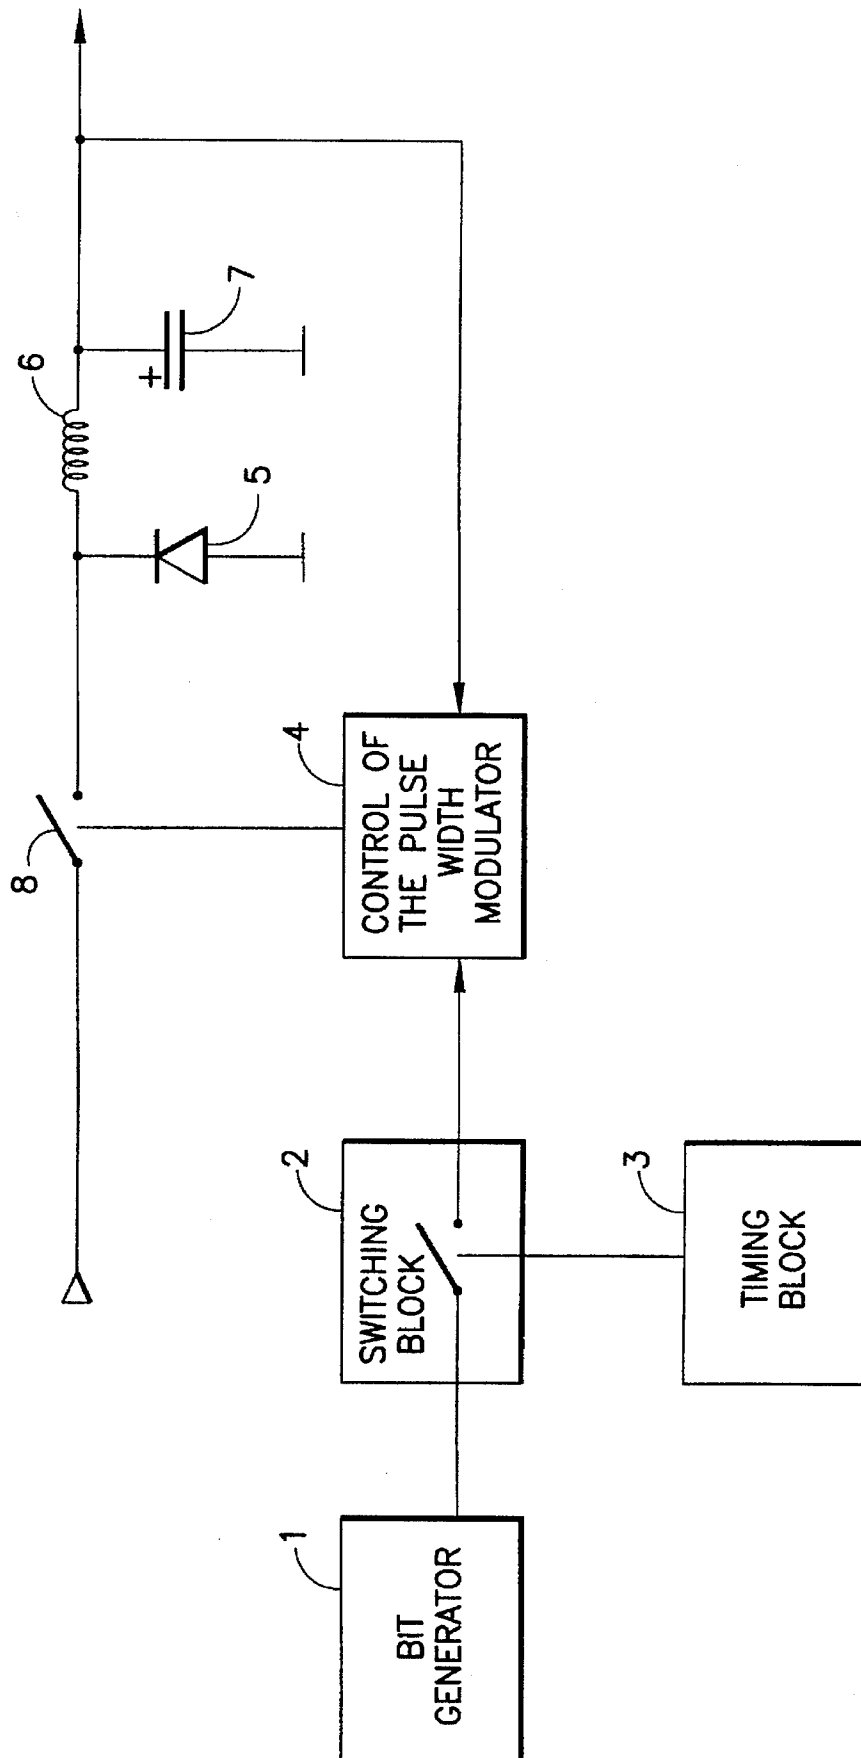 8
6
5
+
7
4
CONTROL OF
THE PULSE
WIDTH
MODULATOR
1
BIT
GENERATOR
2
SWITCHING
BLOCK
3
TIMING
BLOCK